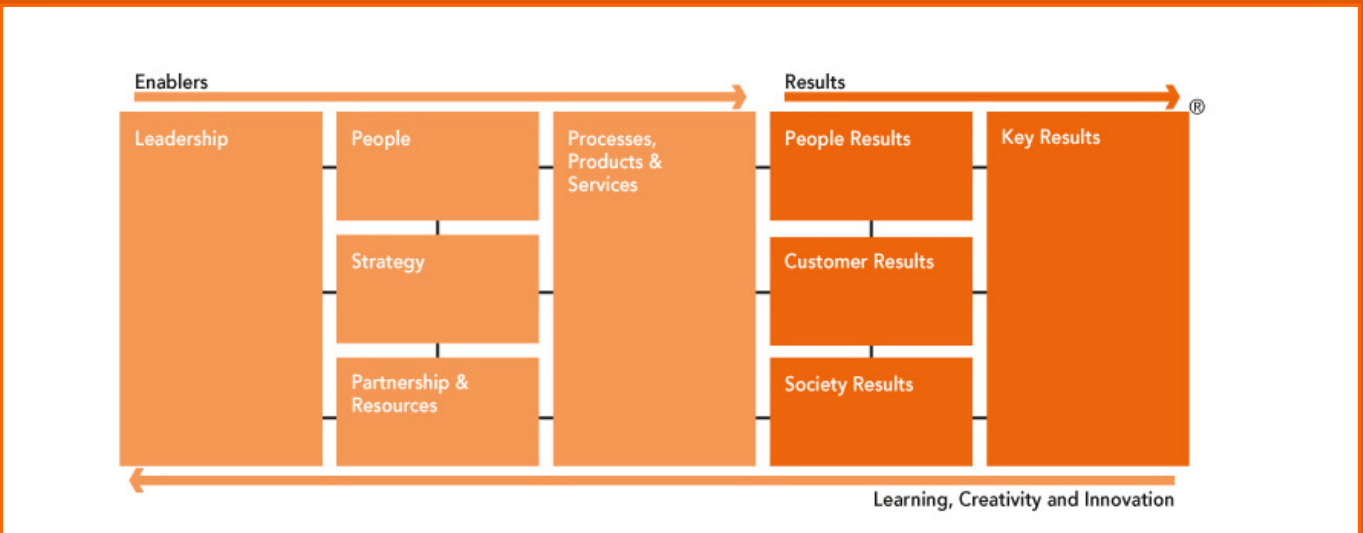 Enablers
Results
®
Leadership
People
Processes,
Products &
Services
People Results
Key Results
Strategy
Customer Results
Partnership &
Resources
Society Results
Learning, Creativity and Innovation